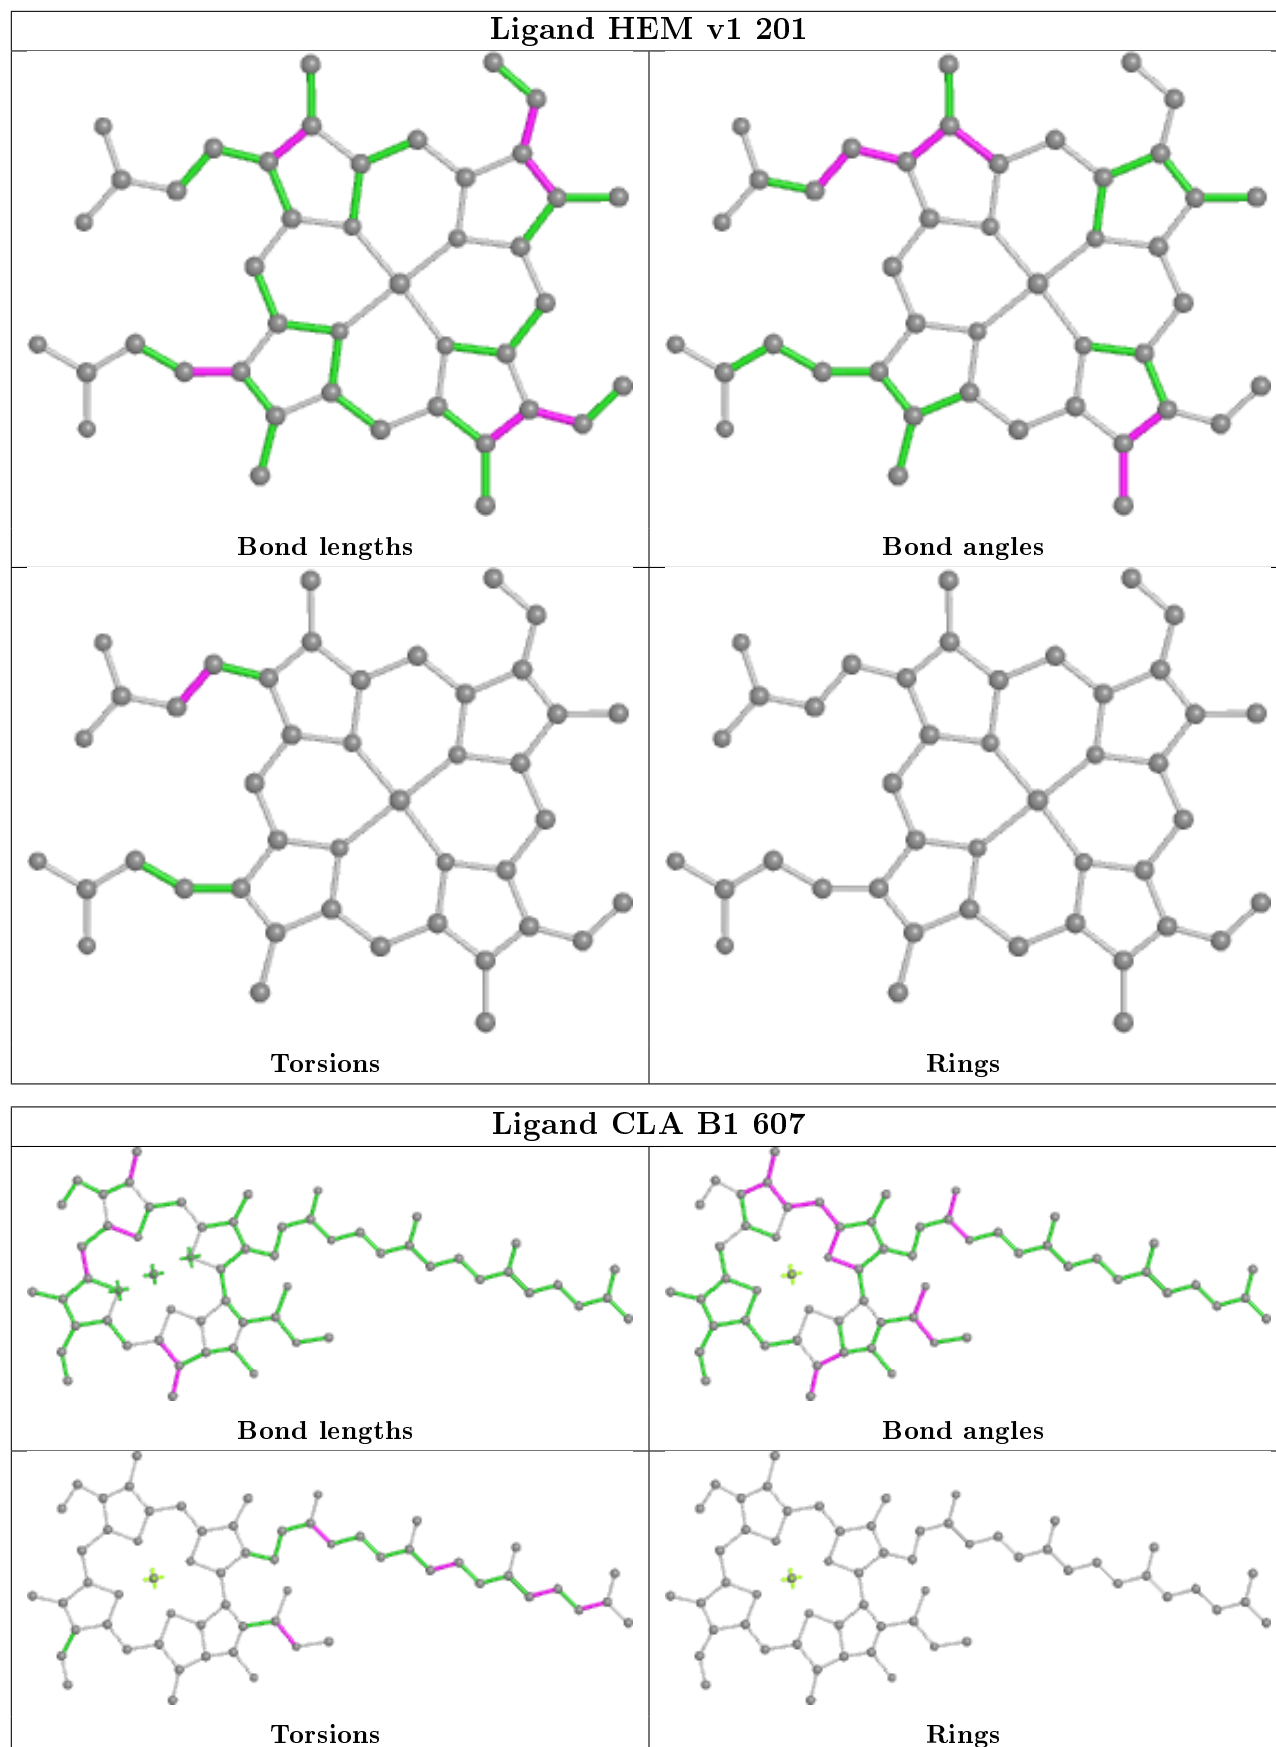 Ligand HEM v1 201
Bond lengths
Bond angles
Torsions
Rings
Ligand CLA B1 607
Bond lengths
Bond angles
Torsions
Rings